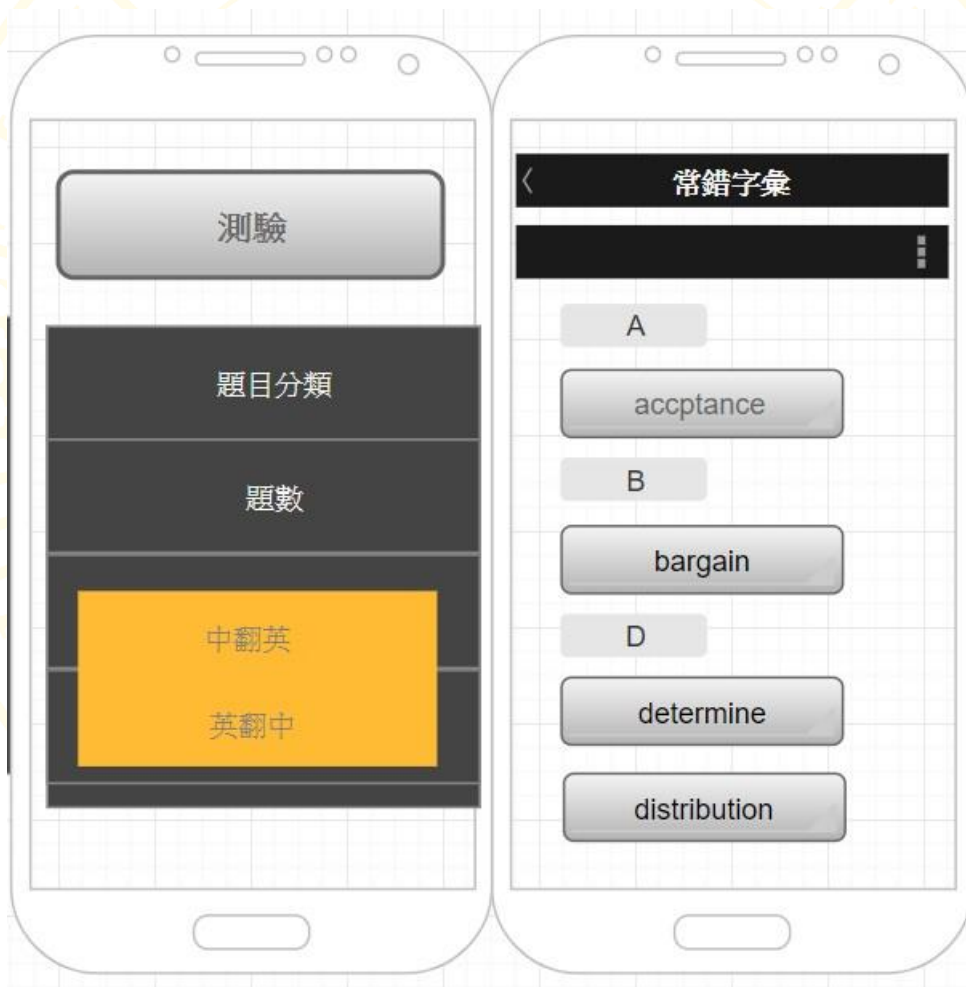 測驗
題目分類
題數
中翻英
英翻中
常錯字彙
A
accptance
B
bargain
D
determine
distribution